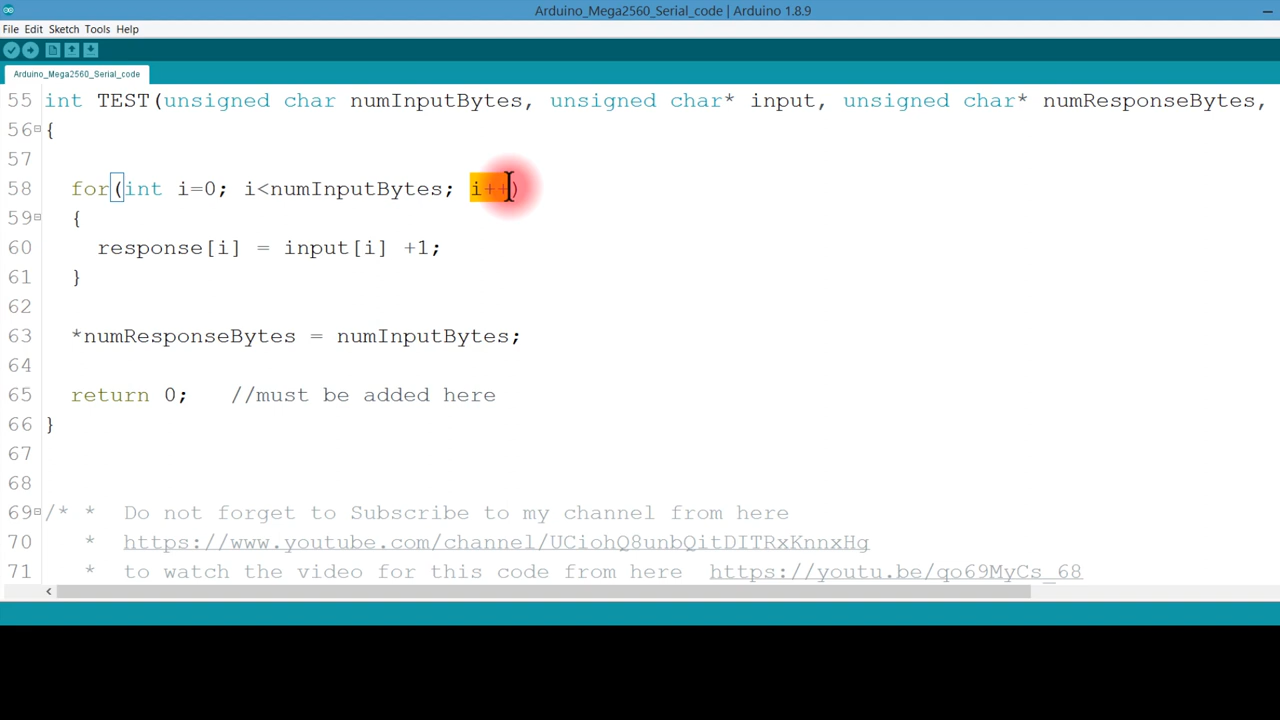 Arduino_Mega2560_Serial_code | Arduino 1.8.9
File Edit Sketch Tools Help
Arduino_Mega2560_Serial_code
55 int TEST(unsigned char numInputBytes, unsigned char* input, unsigned char* numResponseBytes,
56 {
57
58 for(int i=0; i<numInputBytes; i++)
59 {
60 response[i] = input[i] +1;
61 }
62
63 *numResponseBytes = numInputBytes;
64
65 return 0; //must be added here
66 }
67
68
69 /* * Do not forget to Subscribe to my channel from here
70 * https://www.youtube.com/channel/UCiohQ8unbQitDITRxKnnxHg
71 * to watch the video for this code from here https://youtu.be/qo69MyCs_68